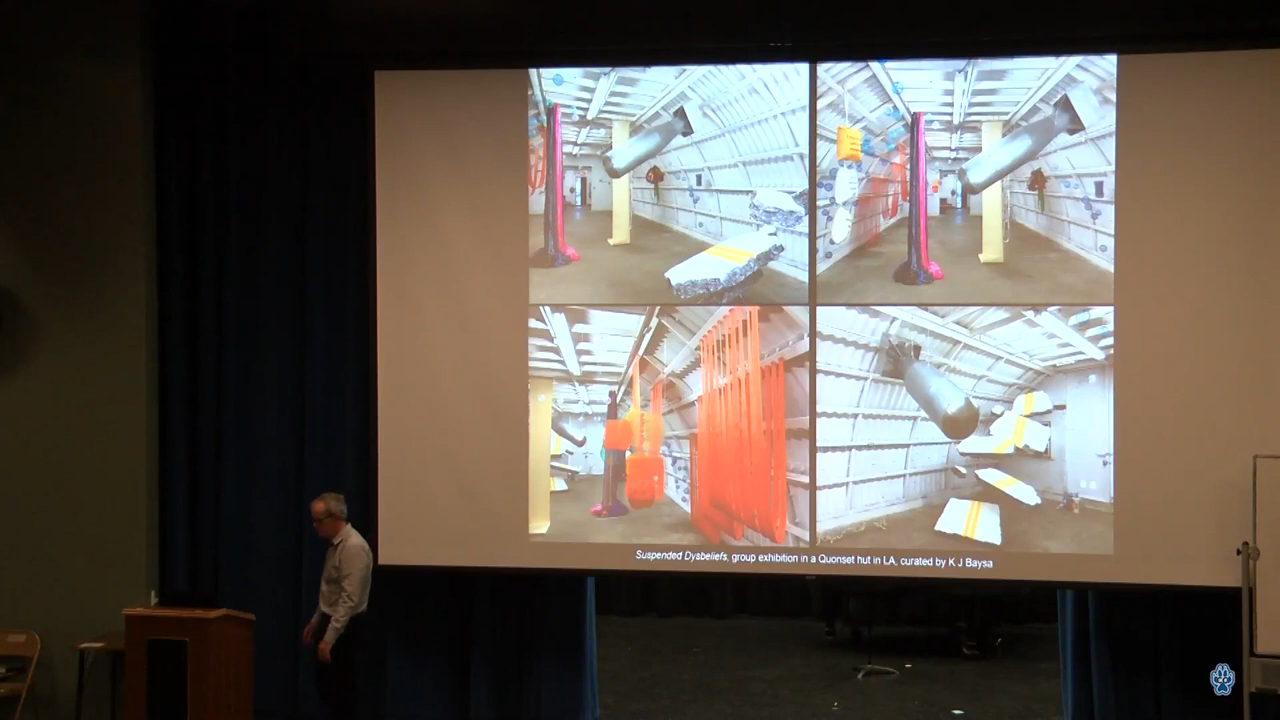 Suspended Dysbeliefs, group exhibition in a Quonset hut in LA, curated by K J Baysa